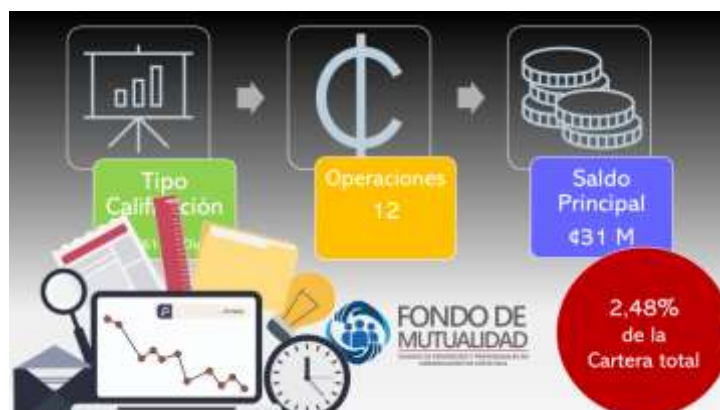 Tipo
Operaciones
12
Saldo
Principal
¢31 M
FONDO DE
MUTUALIDAD
2,48%
de la
Cartera total